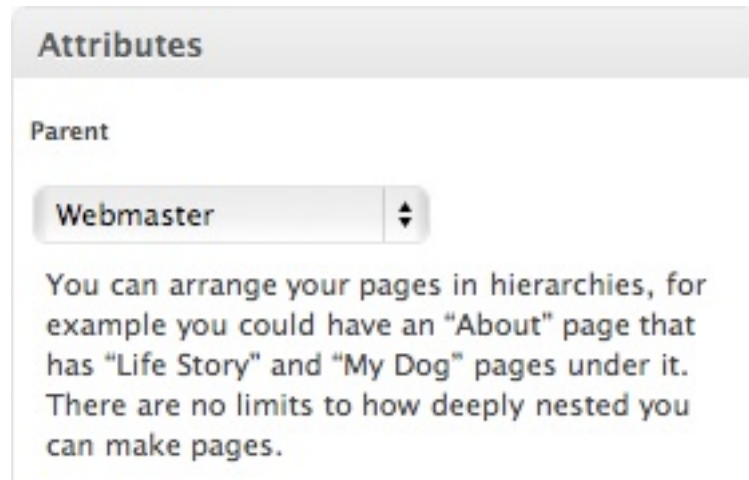 Attributes
Parent
Webmaster
You can arrange your pages in hierarchies, for
example you could have an “About” page that
has “Life Story” and “My Dog” pages under it.
There are no limits to how deeply nested you
can make pages.